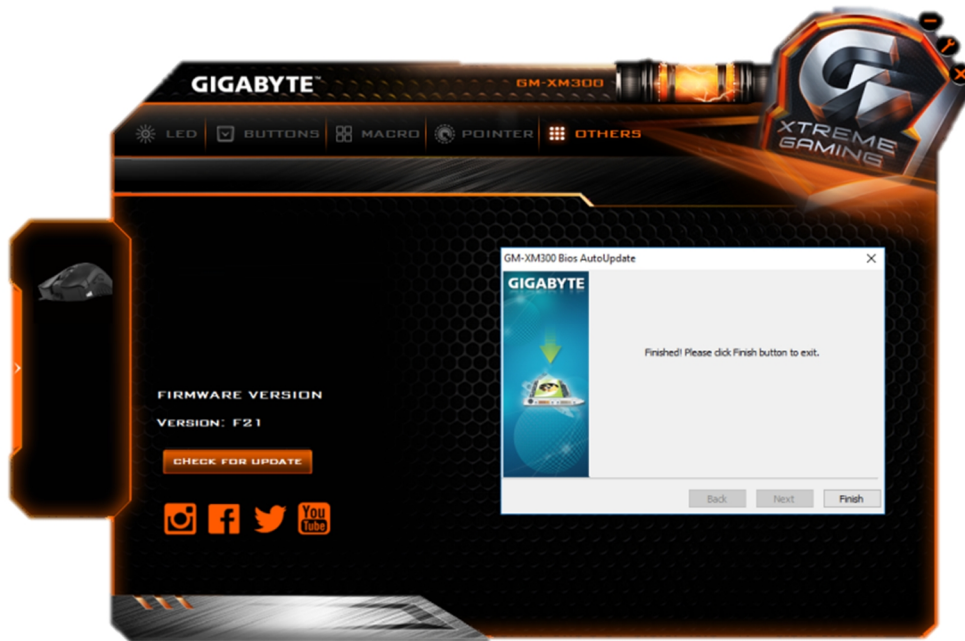 GIGABYTE™
GM-XM300
XTREME
GAMING
LED
BUTTONS
MACRO
POINTER
OTHERS
GM-XM300 Bios AutoUpdate
GIGABYTE
Finished! Please click Finish button to exit.
FIRMWARE VERSION
VERSION: F21
CHECK FOR UPDATE
Back
Next
Finish
You
Tube